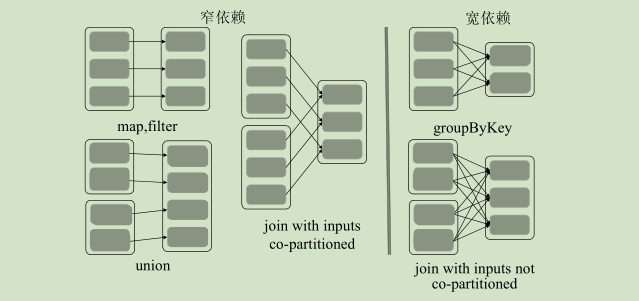 窄依赖
宽依赖
map,filter
union
join with inputs
co-partitioned
groupByKey
join with inputs not
co-partitioned